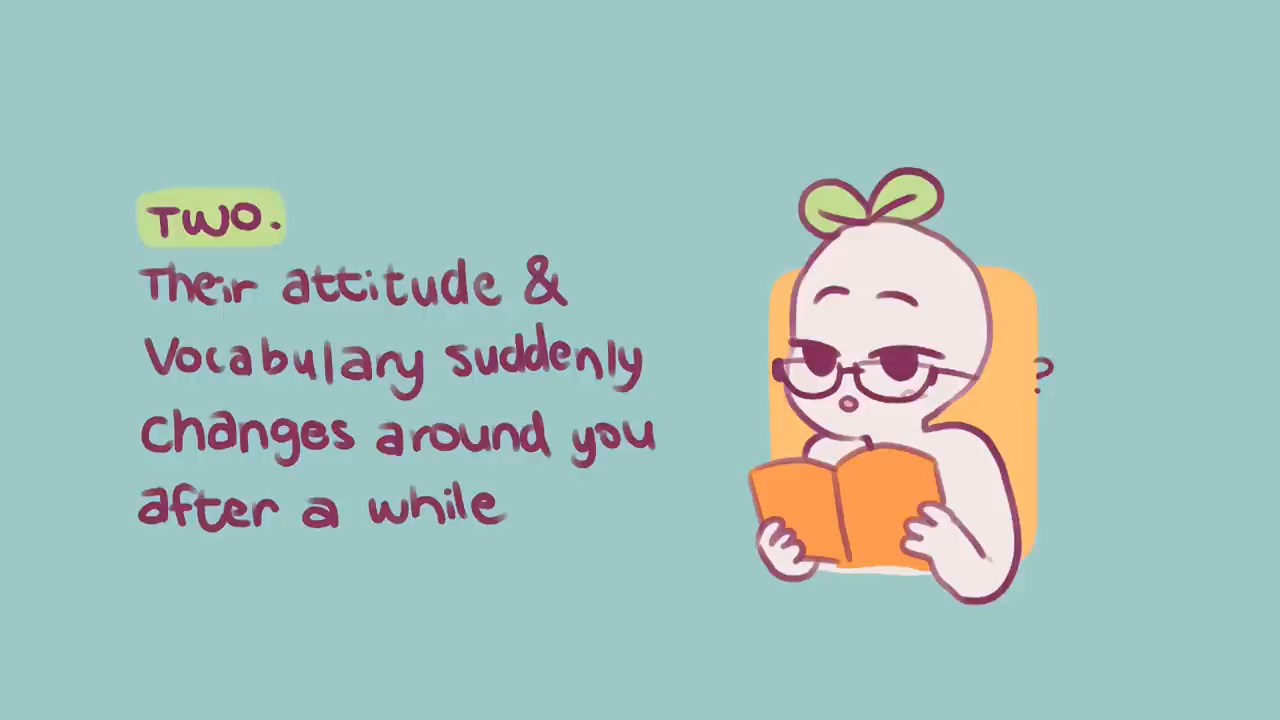 TWO.
Their attitude &
Vocabulary suddenly
changes around you
after a while
?